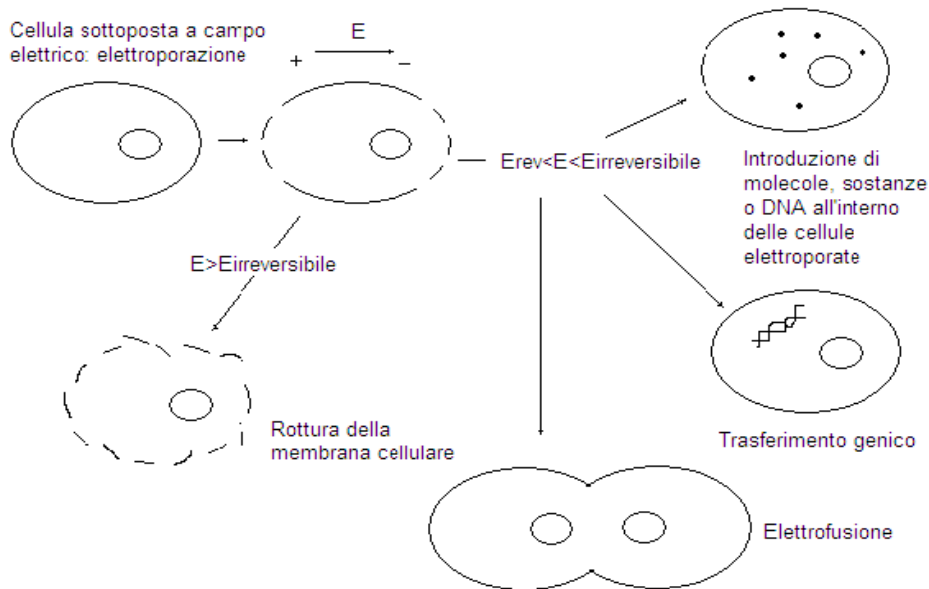 Cellula sottoposta a campo
elettrico: elettroporazione
E
+ −
Erev<E<Eirreversibile
Introduzione di
molecole, sostanze
o DNA all'interno
delle cellule
elettroporate
E>Eirreversibile
Rottura della
membrana cellulare
Trasferimento genico
Elettrofusione